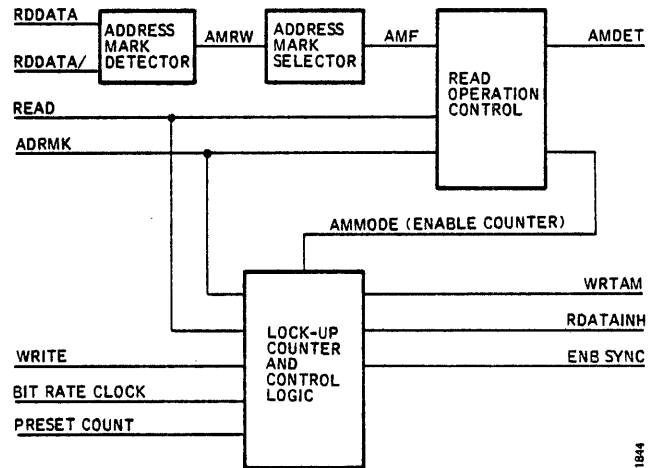 RDDATA
RDDATA/
ADDRESS
MARK
DETECTOR
AMRW
ADDRESS
MARK
SELECTOR
AMF
READ
OPERATION
CONTROL
AMDET
READ
ADRMK
AMMODE (ENABLE COUNTER)
LOCK-UP
COUNTER
AND
CONTROL
LOGIC
WRTAM
RDATAINH
ENB SYNC
WRITE
BIT RATE CLOCK
PRESET COUNT
1844